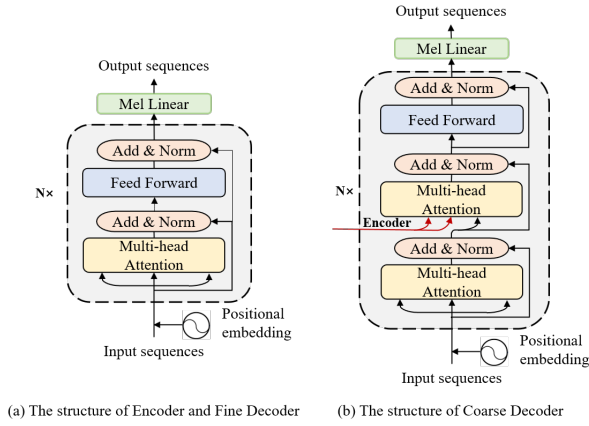 Output sequences
Mel Linear
Add & Norm
Feed Forward
N×
Add & Norm
Multi-head
Attention
Positional
embedding
Input sequences
(a) The structure of Encoder and Fine Decoder
Output sequences
Mel Linear
Add & Norm
Feed Forward
Add & Norm
N×
Multi-head
Attention
Encoder
Add & Norm
Multi-head
Attention
Positional
embedding
Input sequences
(b) The structure of Coarse Decoder